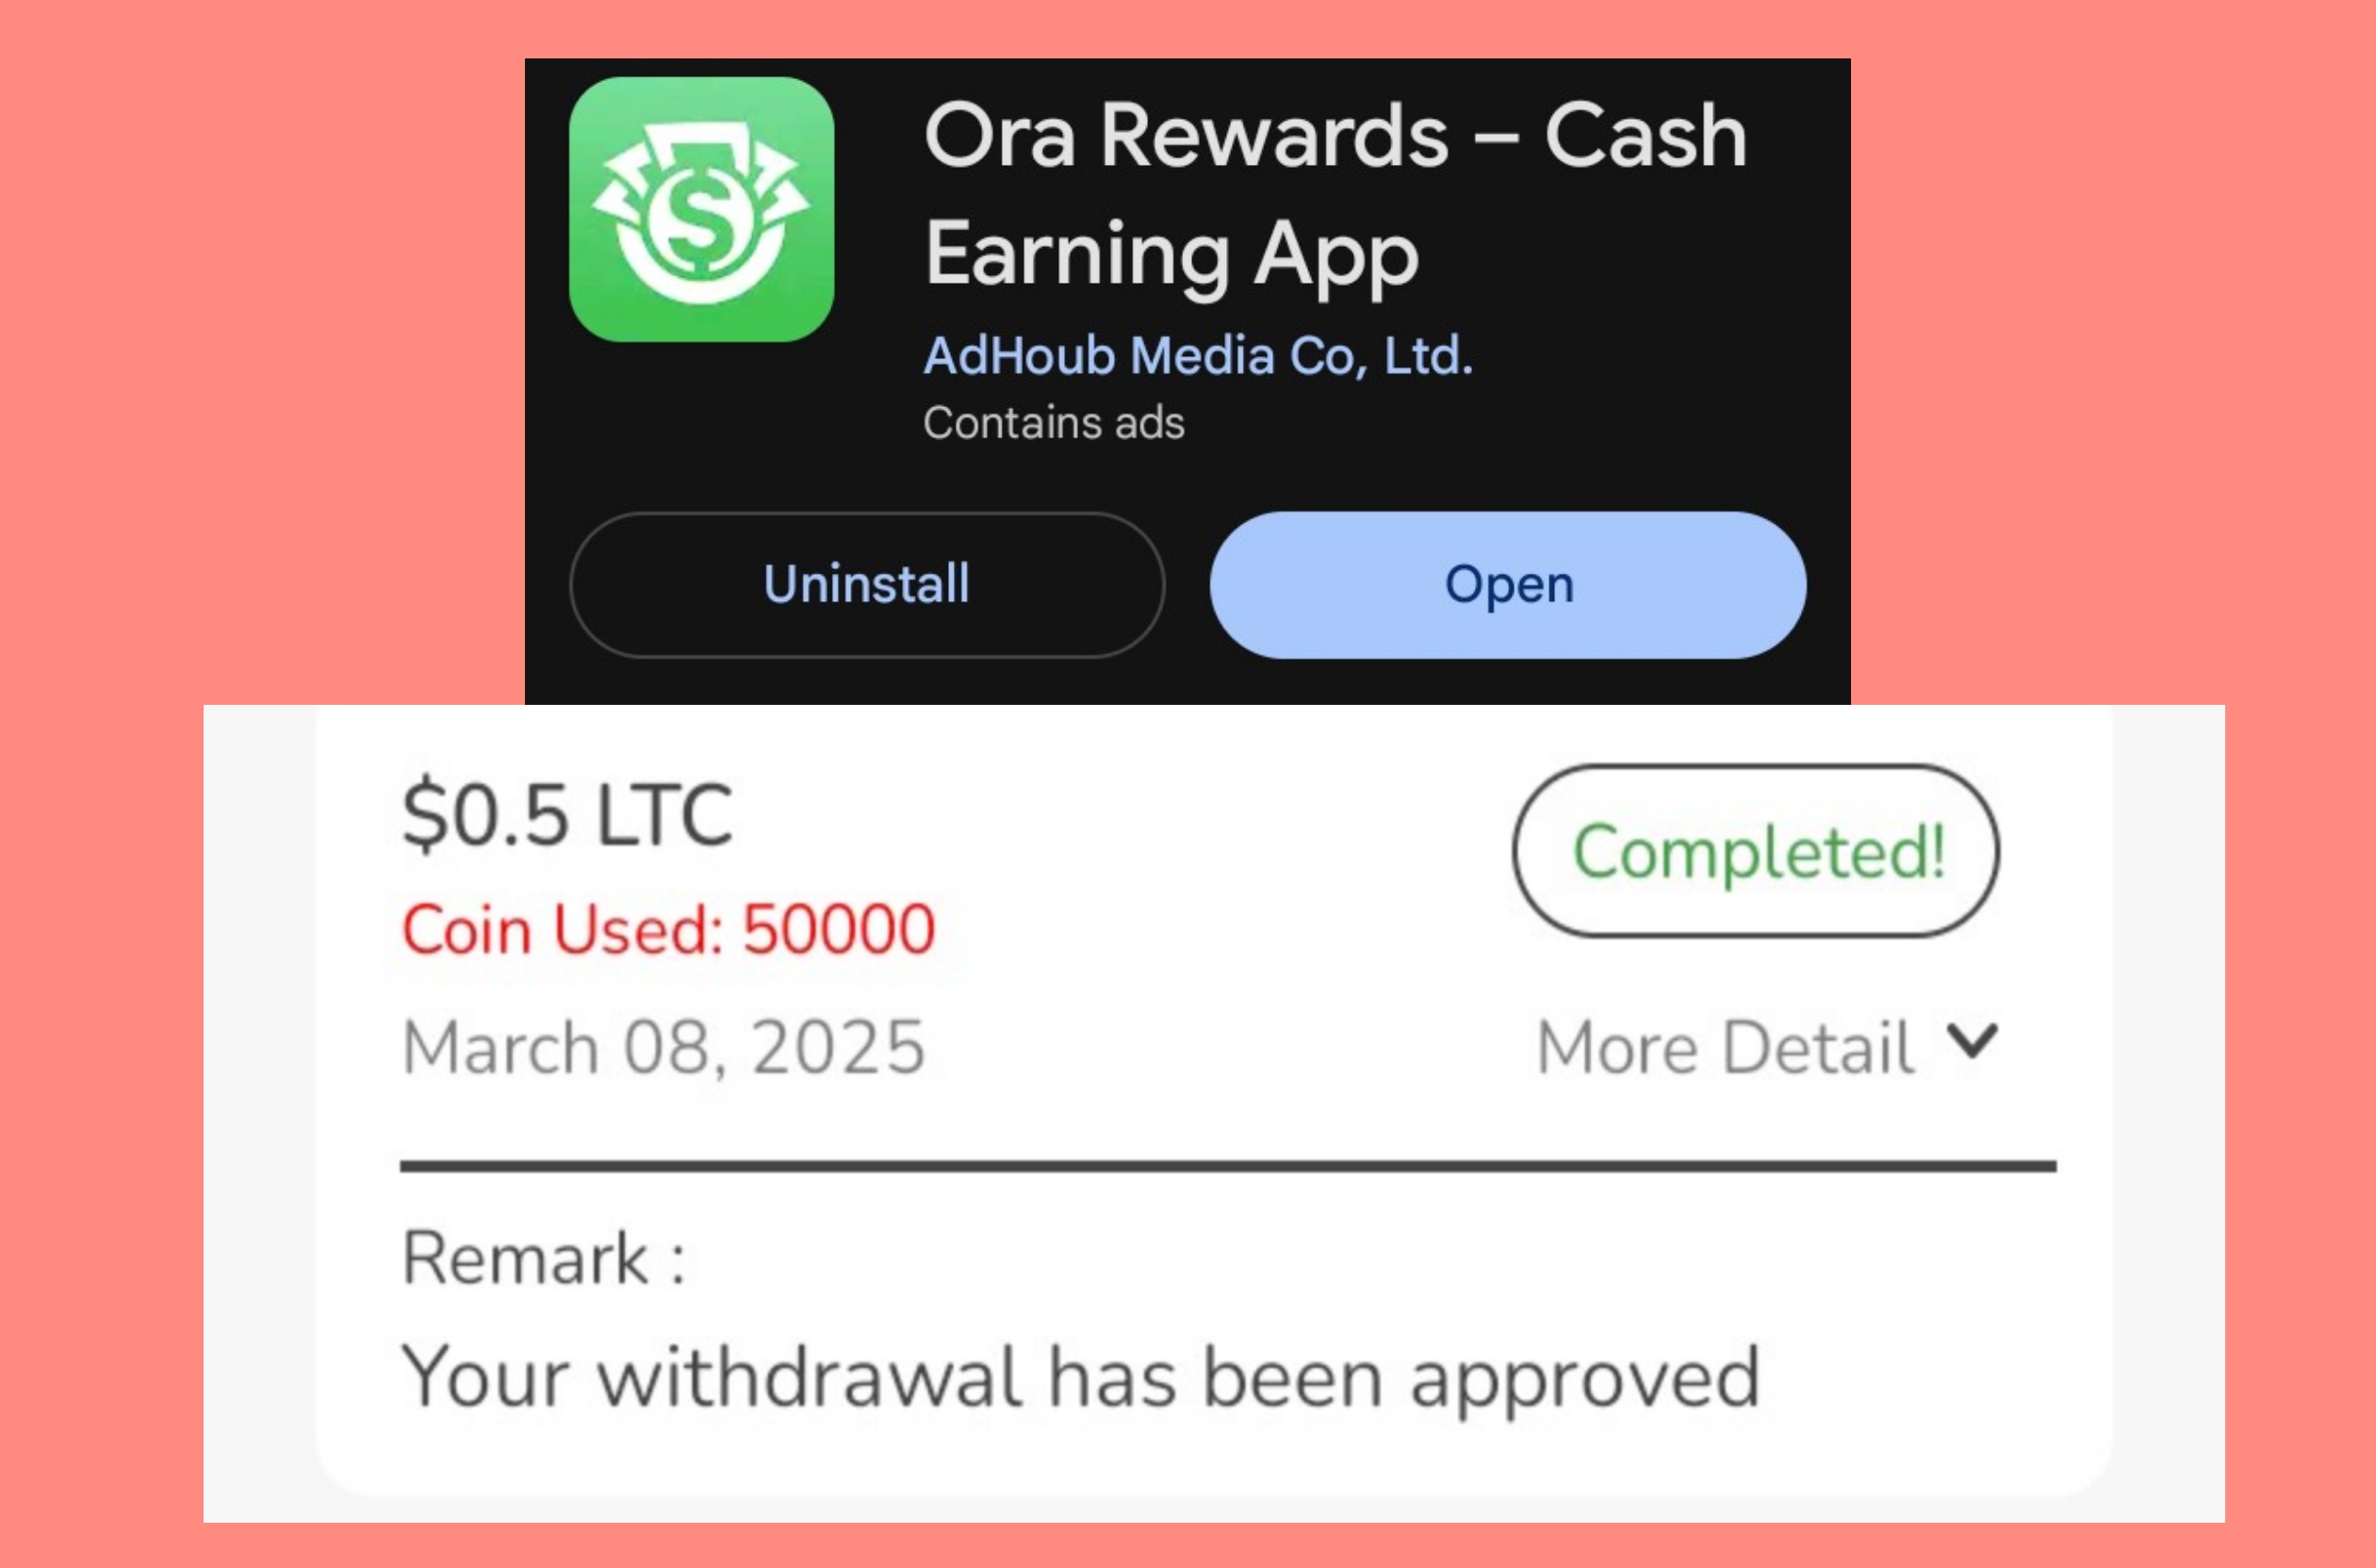 Ora Rewards – Cash
Earning App
AdHoub Media Co, Ltd.
Contains ads
Uninstall
Open
$0.5 LTC
Completed!
Coin Used: 50000
March 08, 2025
More Detail
Remark :
Your withdrawal has been approved